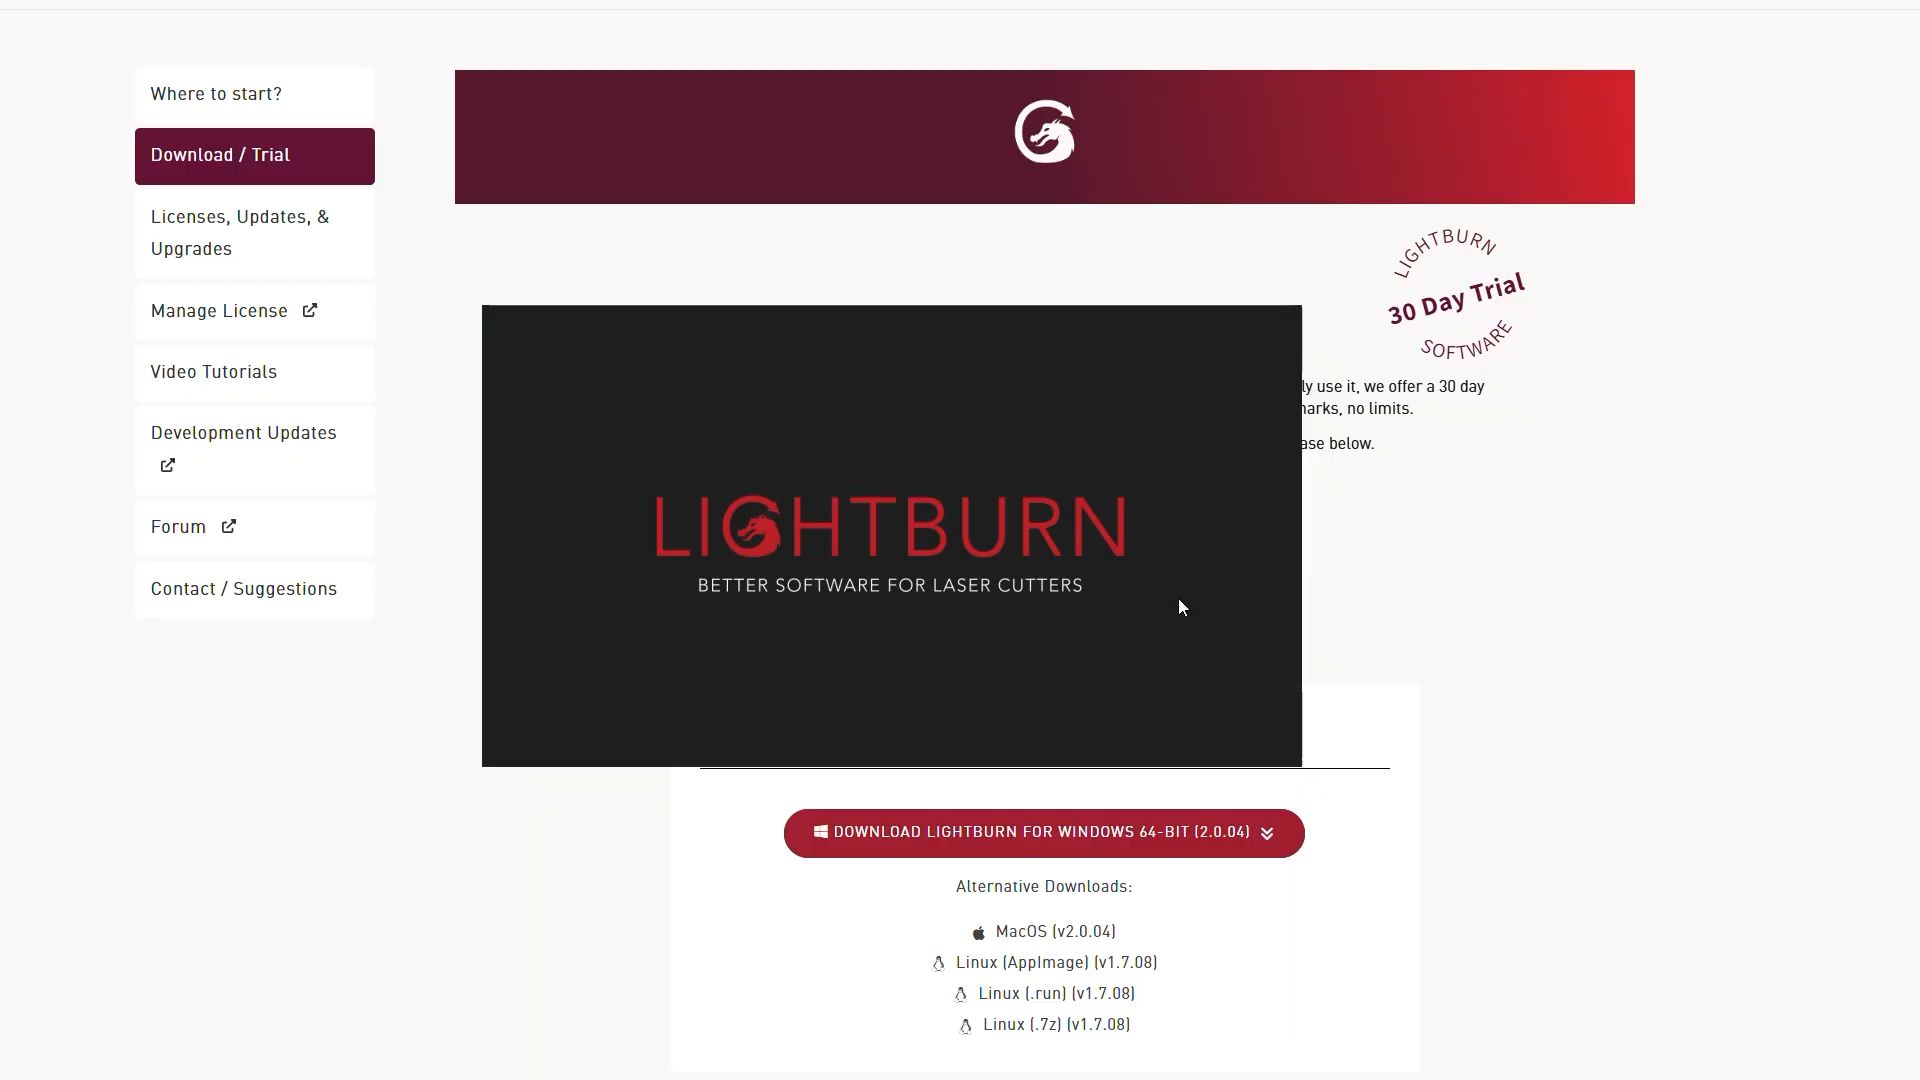 Where to start?
Download / Trial
Licenses, Updates, &
Upgrades
Manage License
Video Tutorials
Development Updates
Forum
Contact / Suggestions
LIGHTBURN
30 Day Trial
SOFTWARE
ly use it, we offer a 30 day
marks, no limits.
ase below.
LIGHTBURN
BETTER SOFTWARE FOR LASER CUTTERS
DOWNLOAD LIGHTBURN FOR WINDOWS 64-BIT (2.0.04)
Alternative Downloads:
MacOS (v2.0.04)
Linux (AppImage) (v1.7.08)
Linux (.run) (v1.7.08)
Linux (.7z) (v1.7.08)